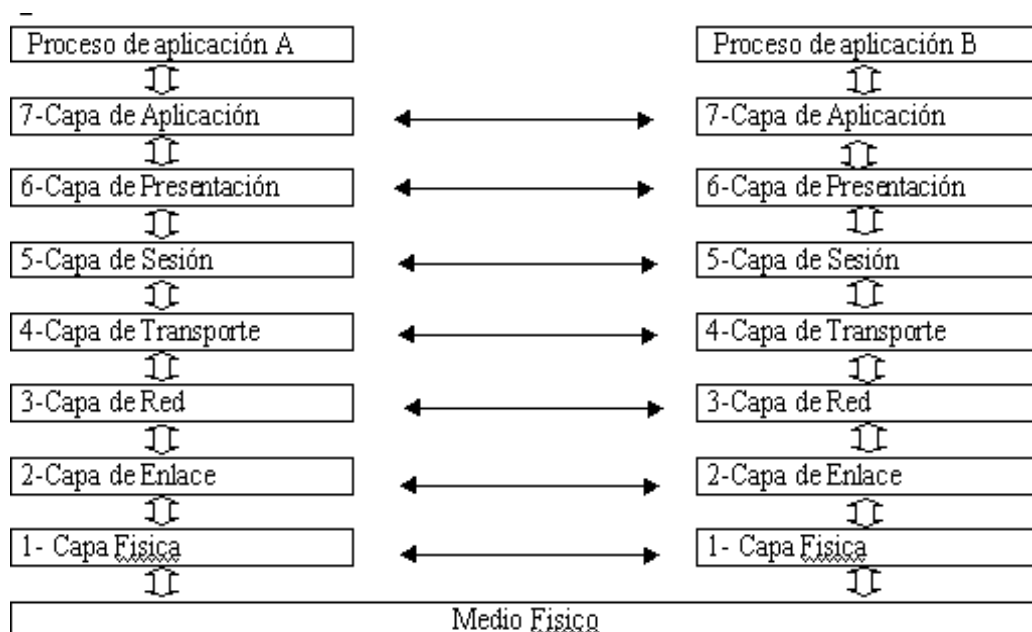 Proceso de aplicación A
Proceso de aplicación B
7-Capa de Aplicación
7-Capa de Aplicación
6-Capa de Presentación
6-Capa de Presentación
5-Capa de Sesión
5-Capa de Sesión
4-Capa de Transporte
4-Capa de Transporte
3-Capa de Red
3-Capa de Red
2-Capa de Enlace
2-Capa de Enlace
1- Capa Fisica
1- Capa Fisica
Medio Fisico